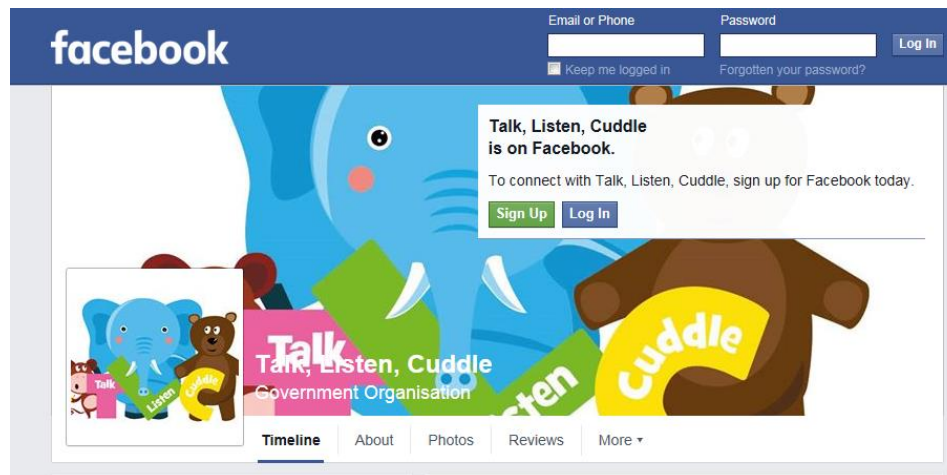 Email or Phone
Password
facebook
Log In
Keep me logged in
Forgotten your password?
Talk, Listen, Cuddle
is on Facebook.
To connect with Talk, Listen, Cuddle, sign up for Facebook today.
Sign Up
Log In
Talk
Listen
Cuddle
Talk
Listen
Cuddle
Talk, Listen, Cuddle
Government Organisation
Timeline
About
Photos
Reviews
More